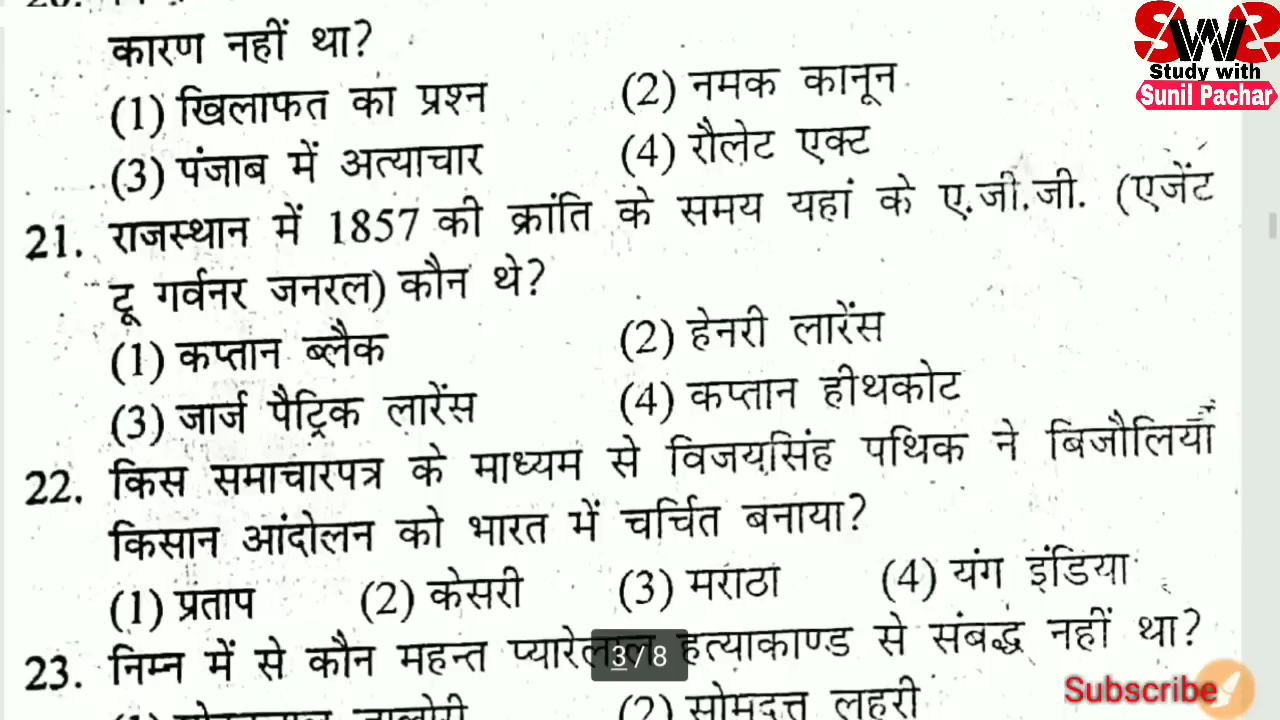 20.
कारण नहीं था?
(1) खिलाफत का प्रश्न (2) नमक कानून
(3) पंजाब में अत्याचार (4) रौलेट एक्ट
21. राजस्थान में 1857 की क्रांति के समय यहां के ए.जी.जी. (एजेंट
टू गर्वनर जनरल) कौन थे?
(1) कप्तान ब्लैक (2) हेनरी लारेंस
(3) जार्ज पैट्रिक लारेंस (4) कप्तान हीथकोट
22. किस समाचारपत्र के माध्यम से विजयसिंह पथिक ने बिजौलियाँ
किसान आंदोलन को भारत में चर्चित बनाया?
(1) प्रताप (2) केसरी (3) मराठा (4) यंग इंडिया
23. निम्न में से कौन महन्त प्यारेलाल हत्याकाण्ड से संबद्ध नहीं था?
(2) सोमदत्त लहरी
3 / 8
SWS
Study with
Sunil Pachar
Subscribe